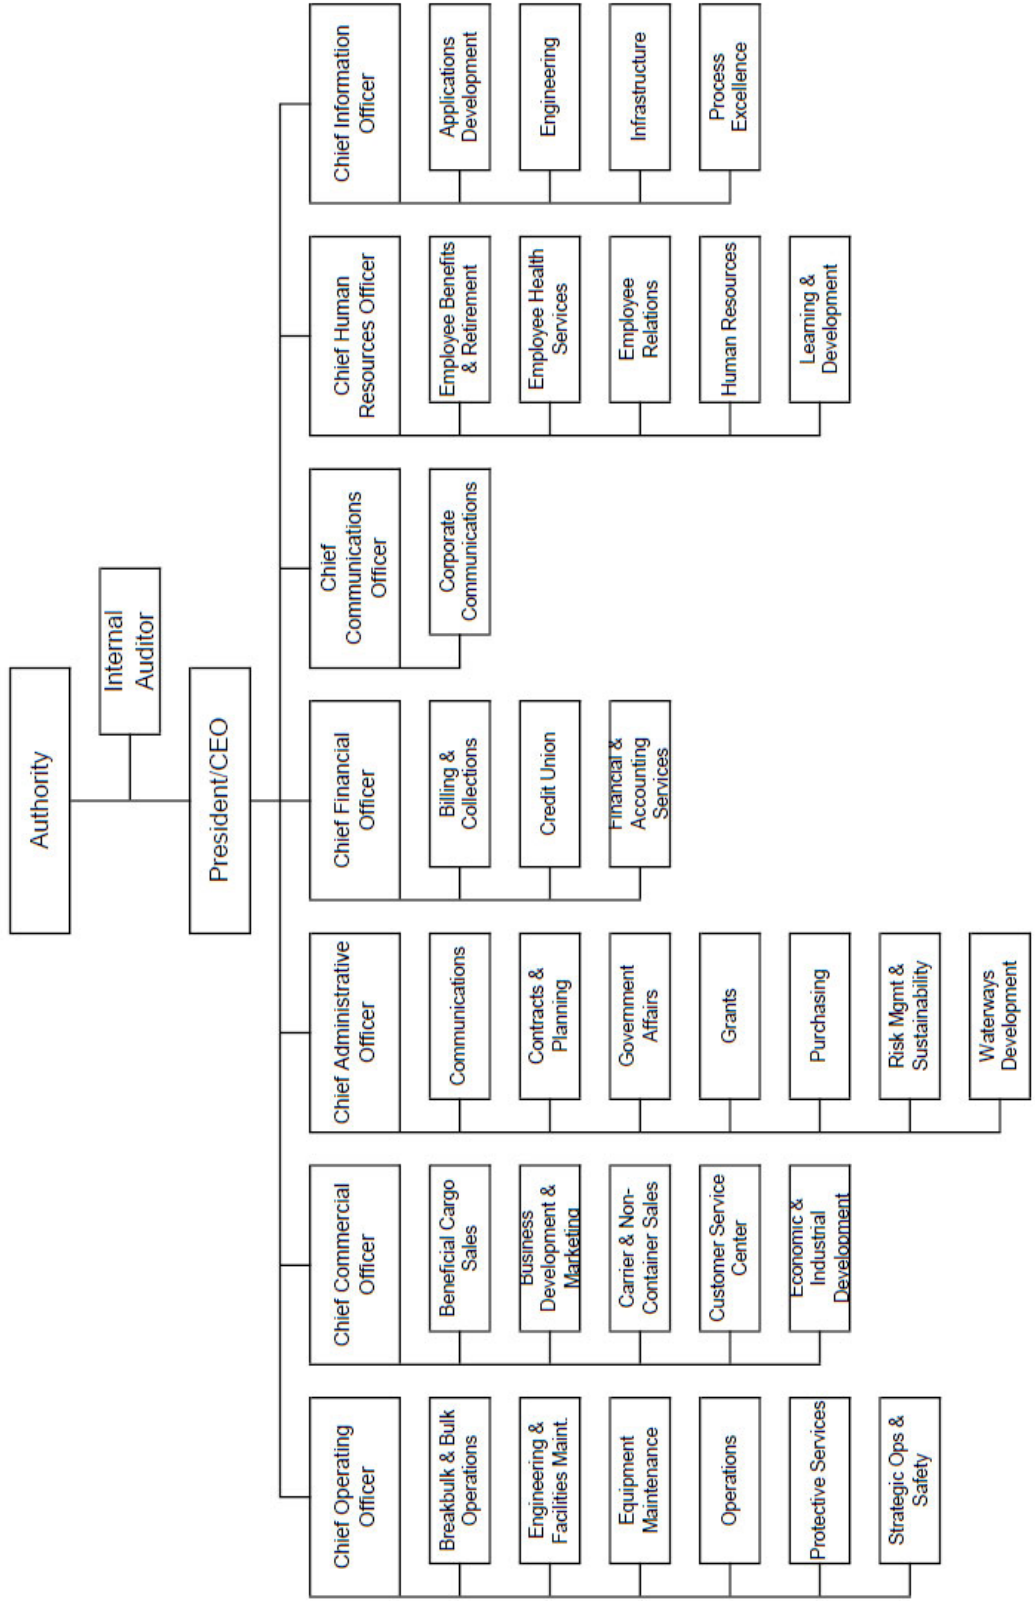 Authority
Internal
Auditor
President/CEO
Chief Operating
Officer
Breakbulk & Bulk
Operations
Engineering &
Facilities Maint.
Equipment
Maintenance
Operations
Protective Services
Strategic Ops &
Safety
Chief Commercial
Officer
Beneficial Cargo
Sales
Business
Development &
Marketing
Carrier & Non-
Container Sales
Customer Service
Center
Economic &
Industrial
Development
Chief Administrative
Officer
Communications
Contracts &
Planning
Government
Affairs
Grants
Purchasing
Risk Mgmt &
Sustainability
Waterways
Development
Chief Financial
Officer
Billing &
Collections
Credit Union
Financial &
Accounting
Services
Chief
Communications
Officer
Corporate
Communications
Chief Human
Resources Officer
Employee Benefits
& Retirement
Employee Health
Services
Employee
Relations
Human Resources
Learning &
Development
Chief Information
Officer
Applications
Development
Engineering
Infrastructure
Process
Excellence